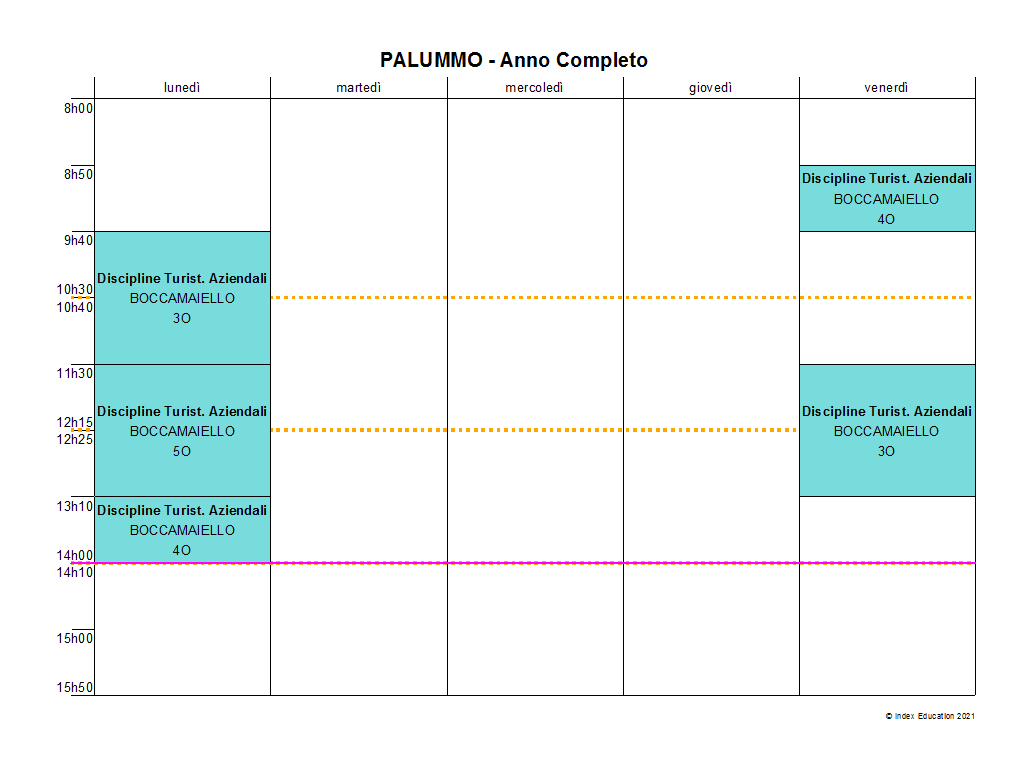 PALUMMO - Anno Completo
lunedì martedì mercoledì giovedì venerdì
8h00
8h50
Discipline Turist. Aziendali
BOCCAMAIELLO
4O
9h40
Discipline Turist. Aziendali
BOCCAMAIELLO
3O
10h30
10h40
11h30
Discipline Turist. Aziendali
BOCCAMAIELLO
5O
Discipline Turist. Aziendali
BOCCAMAIELLO
3O
12h15
12h25
13h10
Discipline Turist. Aziendali
BOCCAMAIELLO
4O
14h00
14h10
15h00
15h50
© Index Education 2021